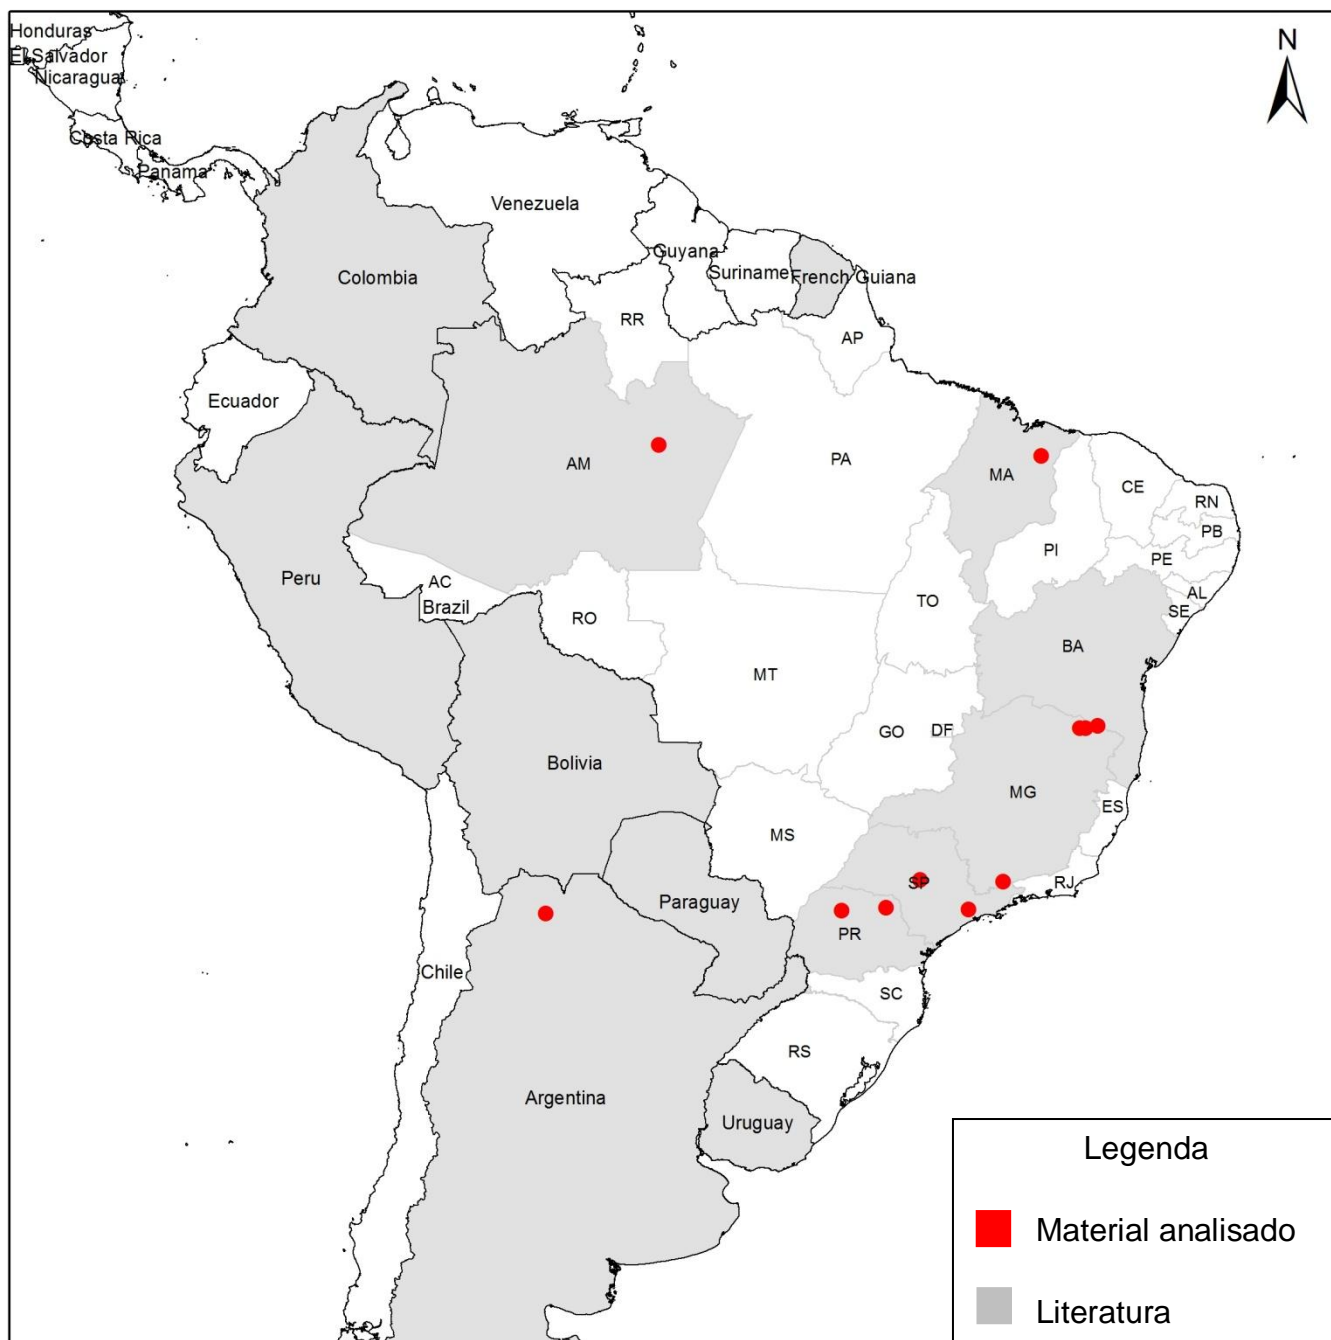 Honduras
El Salvador
Nicaragua
Costa Rica
Panama
N
Venezuela
Guyana
Suriname
French Guiana
Colombia
RR
AP
Ecuador
AM
PA
MA
CE
RN
PB
PI
PE
AL
SE
Peru
AC
Brazil
RO
TO
BA
MT
GO
DF
Bolivia
MG
ES
MS
SP
RJ
Paraguay
PR
Chile
SC
RS
Argentina
Uruguay
Legenda
Material analisado
Literatura